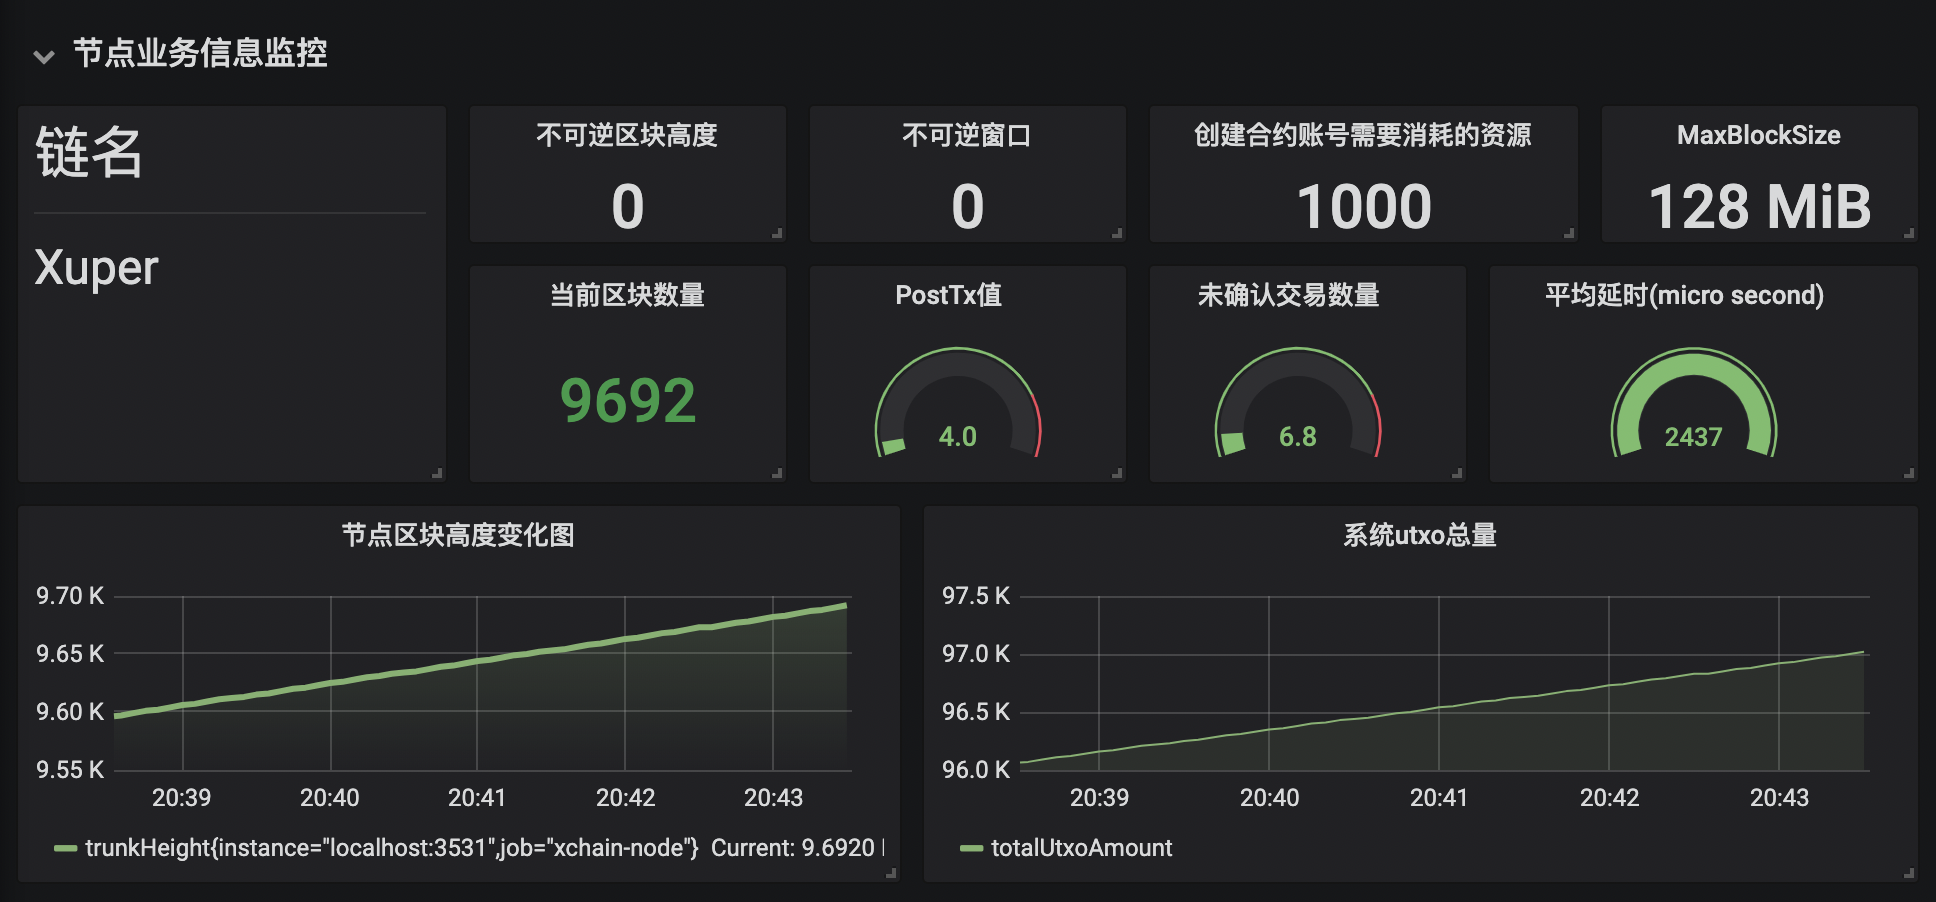 节点业务信息监控
链名
Xuper
不可逆区块高度
0
不可逆窗口
0
创建合约账号需要消耗的资源
1000
MaxBlockSize
128 MiB
当前区块数量
9692
PostTx值
4.0
未确认交易数量
6.8
平均延时(micro second)
2437
节点区块高度变化图
9.70 K
9.65 K
9.60 K
9.55 K
20:39 20:40 20:41 20:42 20:43
trunkHeight{instance="localhost:3531",job="xchain-node"} Current: 9.6920
系统utxo总量
97.5 K
97.0 K
96.5 K
96.0 K
20:39 20:40 20:41 20:42 20:43
totalUtxoAmount